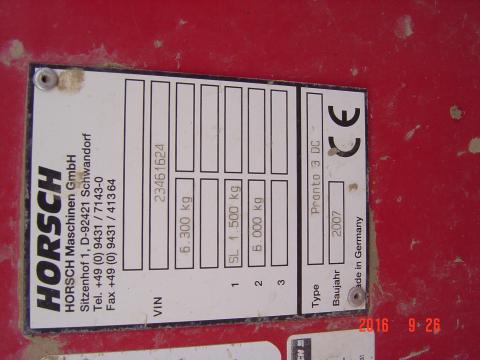 HORSCH
HORSCH Maschinen GmbH
Sitzenhof 1, D-92421 Schwandorf
Tel. +49 (0) 9431 / 7143-0
Fax +49 (0) 9431 / 41364
VIN 23461624
6.300 kg
1 SL 1.500 kg
2 6.000 kg
3
Type Pronto 3 DC
Baujahr 2007
Made in Germany
CE
2016 9 26